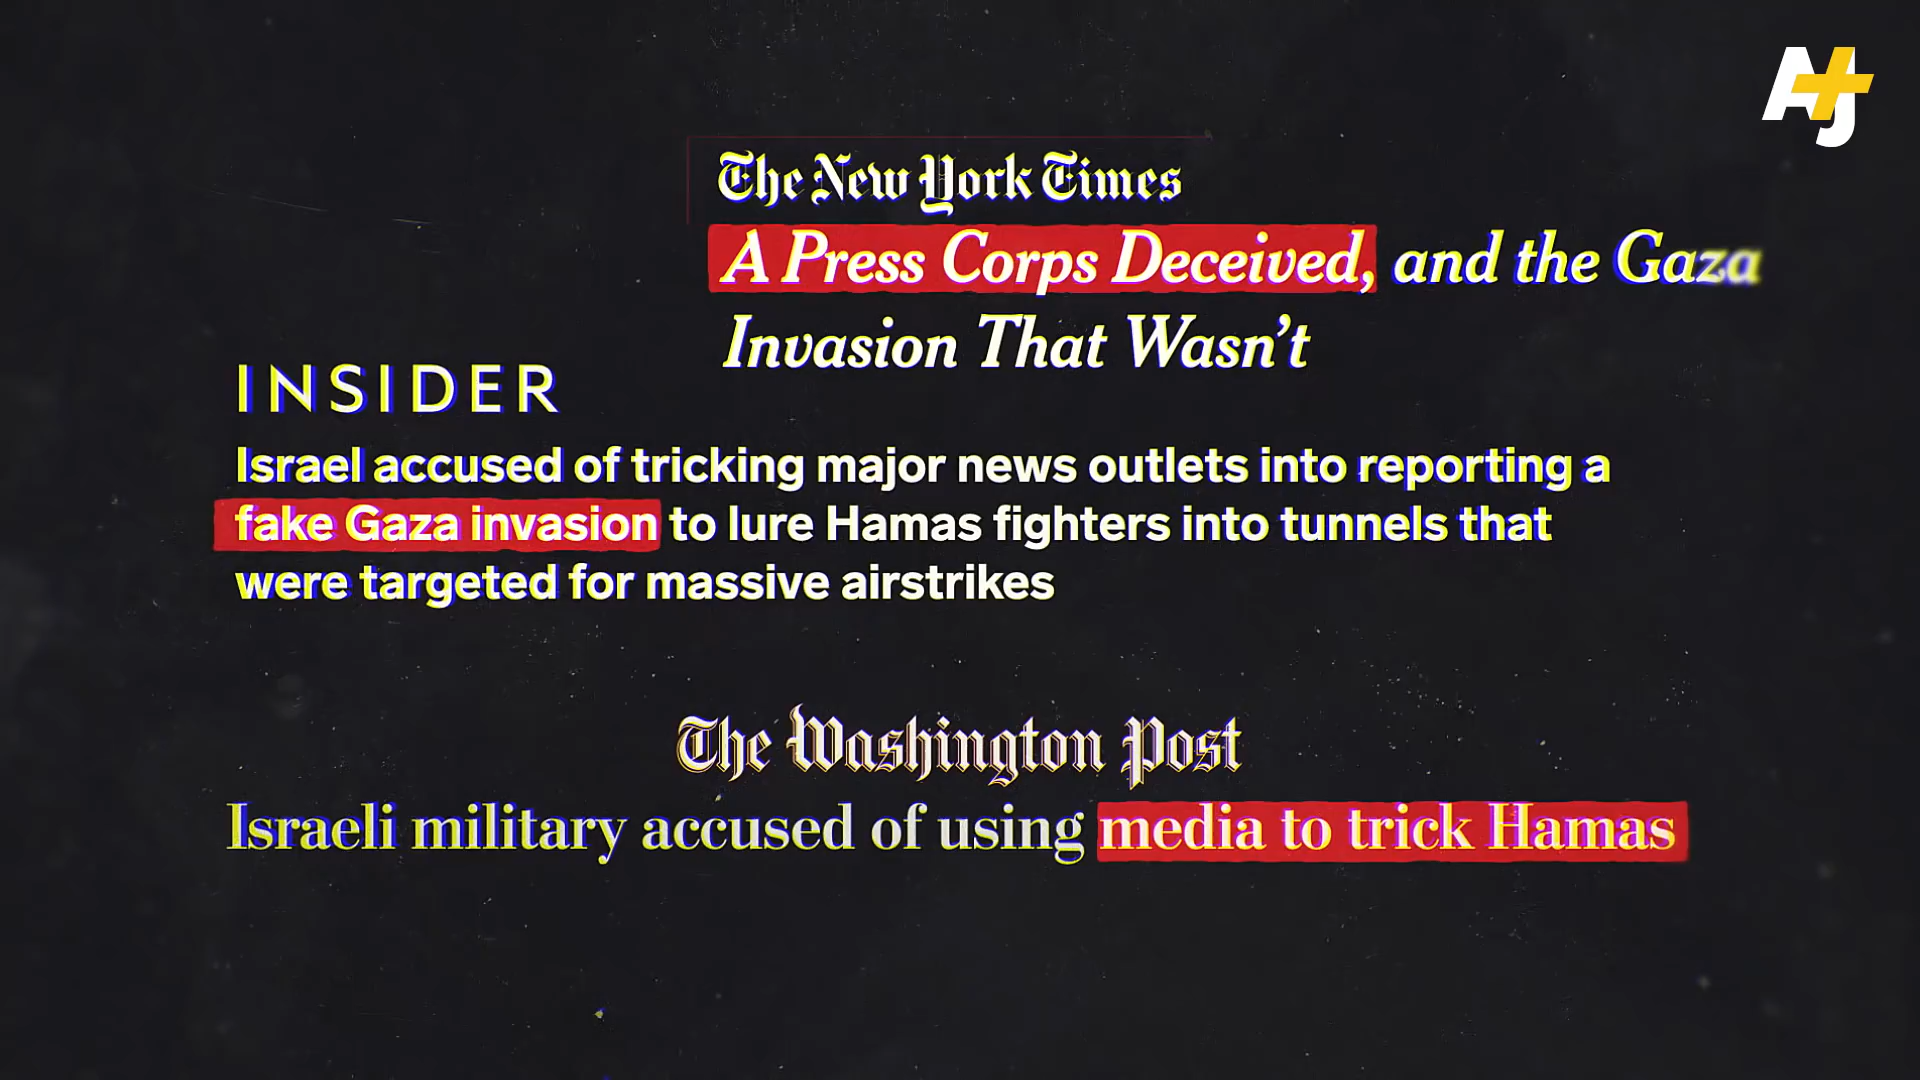 AJ+
The New York Times
A Press Corps Deceived, and the Gaza
Invasion That Wasn’t
INSIDER
Israel accused of tricking major news outlets into reporting a
fake Gaza invasion to lure Hamas fighters into tunnels that
were targeted for massive airstrikes
The Washington Post
Israeli military accused of using media to trick Hamas